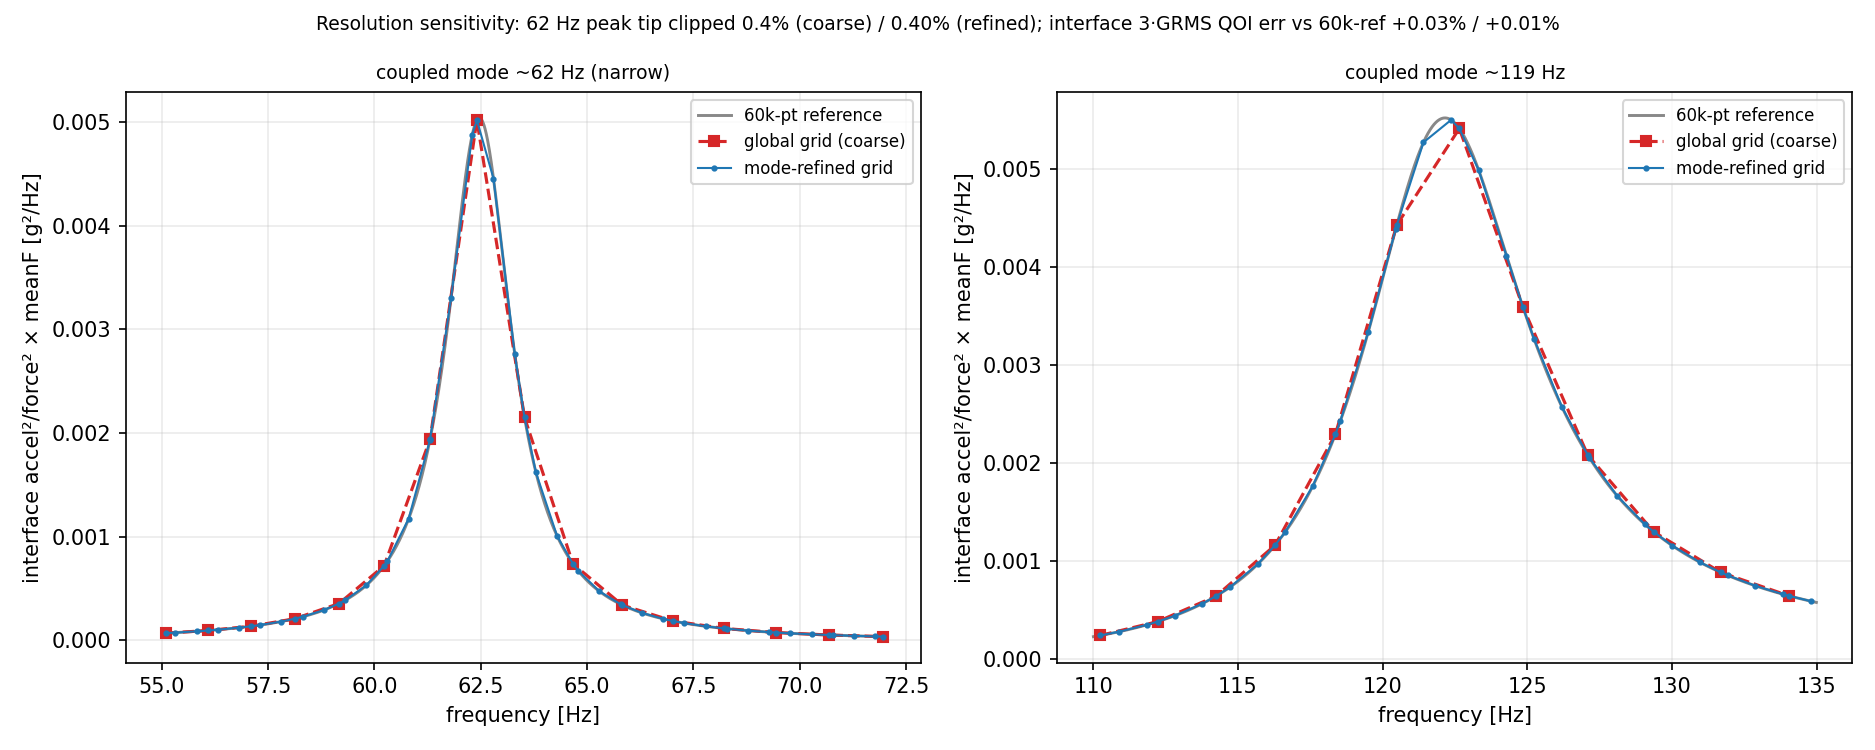 Resolution sensitivity: 62 Hz peak tip clipped 0.4% (coarse) / 0.40% (refined); interface 3·GRMS QOI err vs 60k-ref +0.03% / +0.01%
coupled mode ~62 Hz (narrow)
interface accel²/force² × meanF [g²/Hz]
0.005
0.004
0.003
0.002
0.001
0.000
60k-pt reference
global grid (coarse)
mode-refined grid
55.0 57.5 60.0 62.5 65.0 67.5 70.0 72.5
frequency [Hz]
coupled mode ~119 Hz
interface accel²/force² × meanF [g²/Hz]
0.005
0.004
0.003
0.002
0.001
0.000
60k-pt reference
global grid (coarse)
mode-refined grid
110 115 120 125 130 135
frequency [Hz]